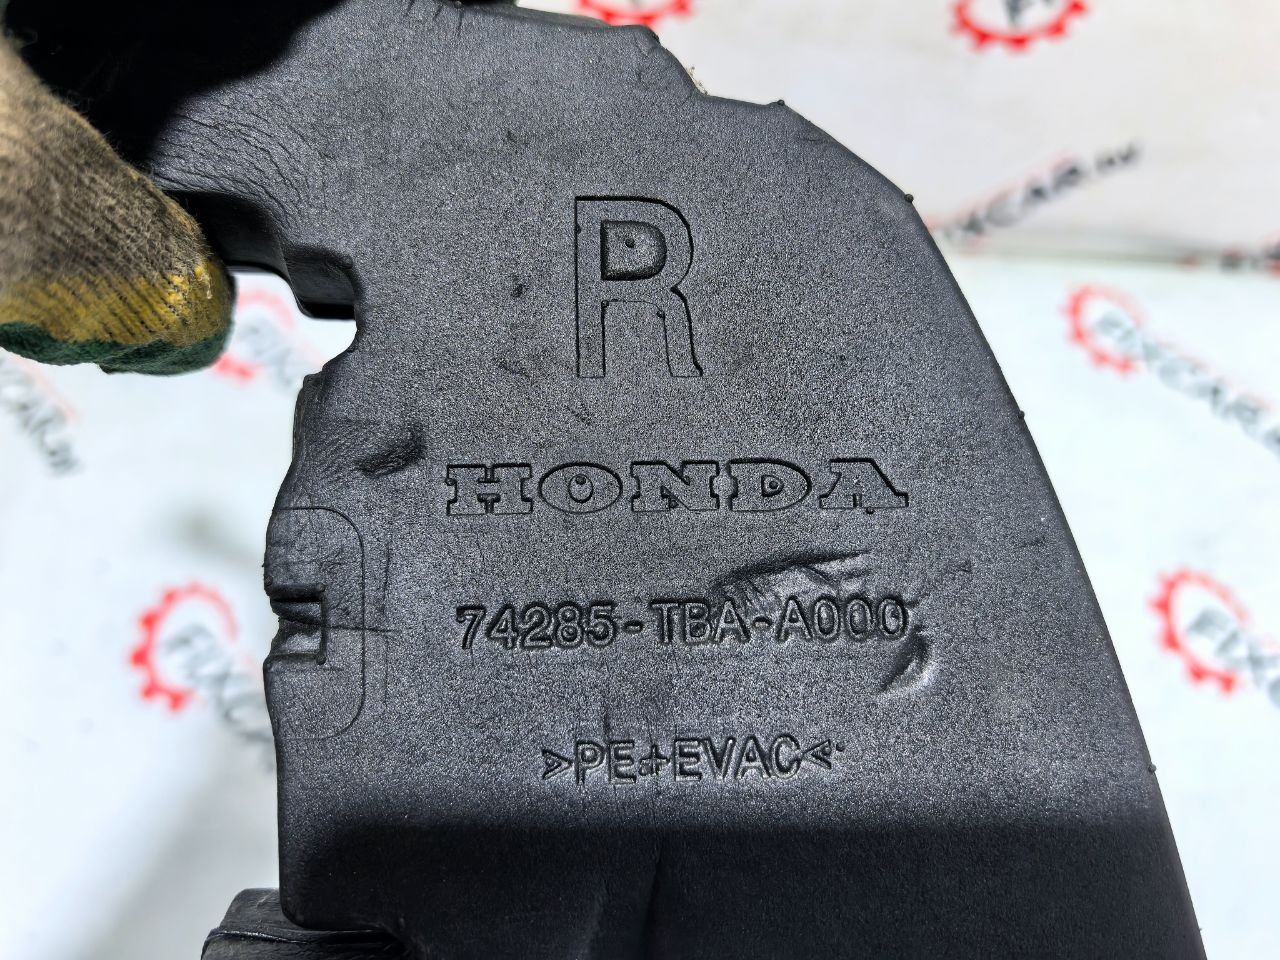 R
HONDA
74285-TBA-A000
>PE+EVAC<